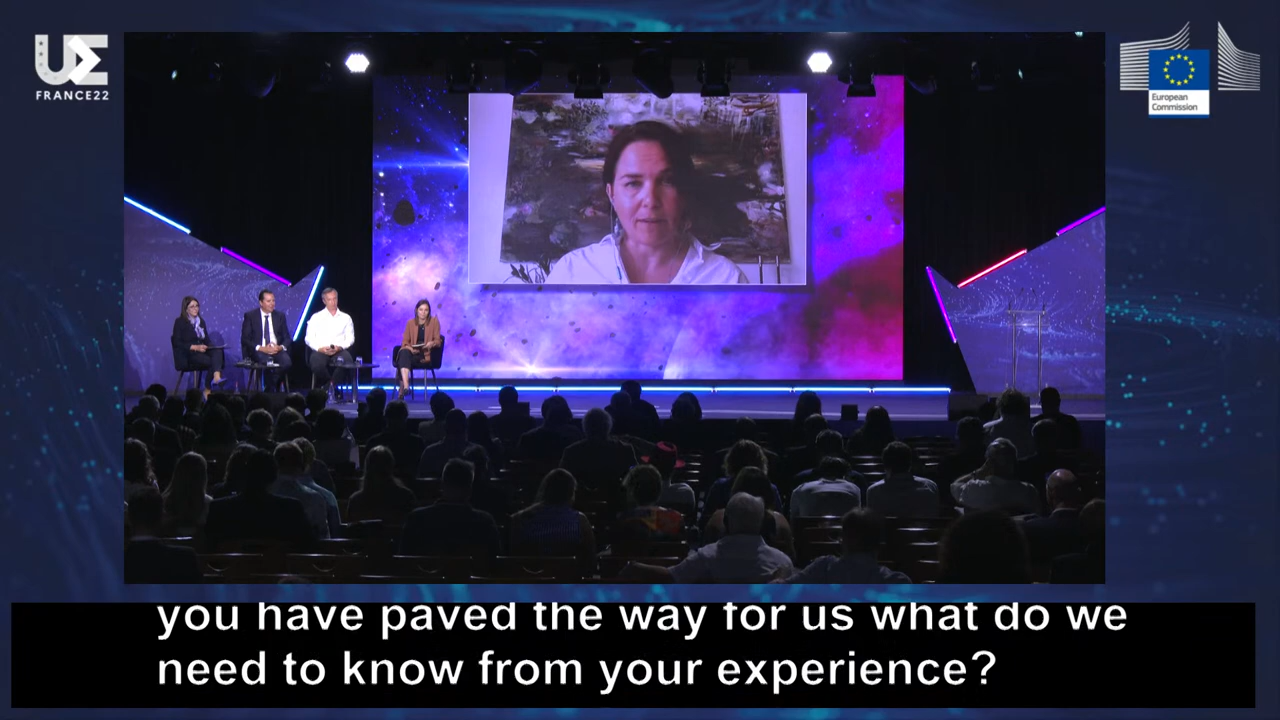 UE
FRANCE22
European
Commission
you have paved the way for us what do we
need to know from your experience?